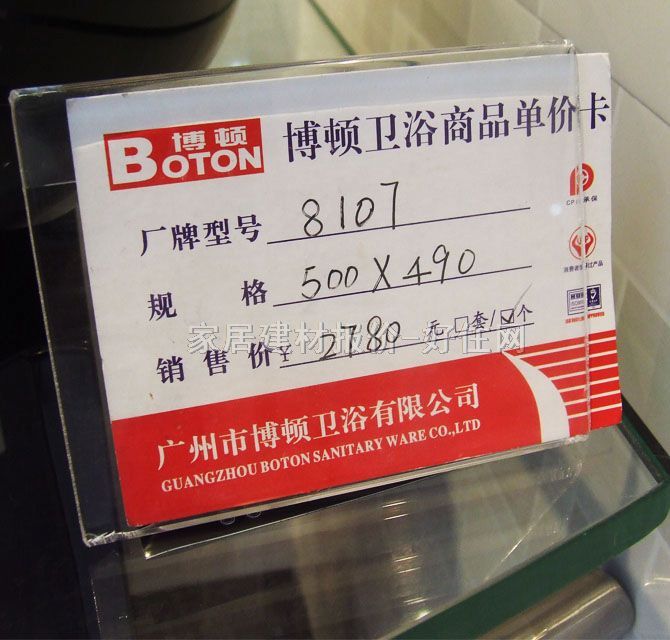 博顿
BOTON
博顿卫浴商品单价卡
厂牌型号 8107
规 格 500X490
销售价 ¥ 2780 元 □套/☑个
家居建材报价-好住网
广州市博顿卫浴有限公司
GUANGZHOU BOTON SANITARY WARE CO.,LTD